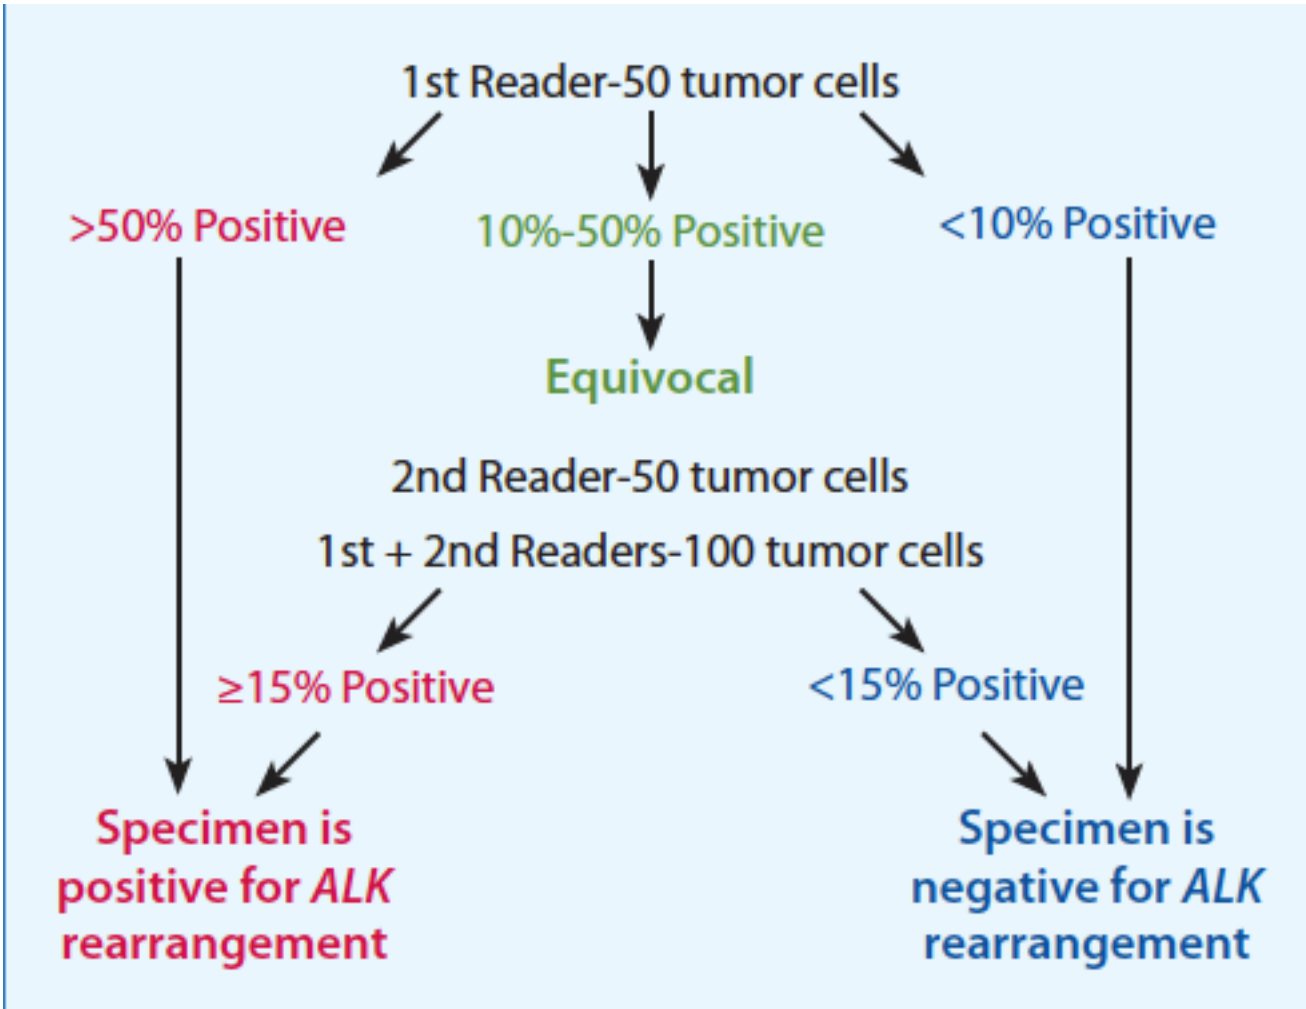 1st Reader-50 tumor cells
>50% Positive
10%-50% Positive
<10% Positive
Equivocal
2nd Reader-50 tumor cells
1st + 2nd Readers-100 tumor cells
≥15% Positive
<15% Positive
Specimen is
positive for ALK
rearrangement
Specimen is
negative for ALK
rearrangement